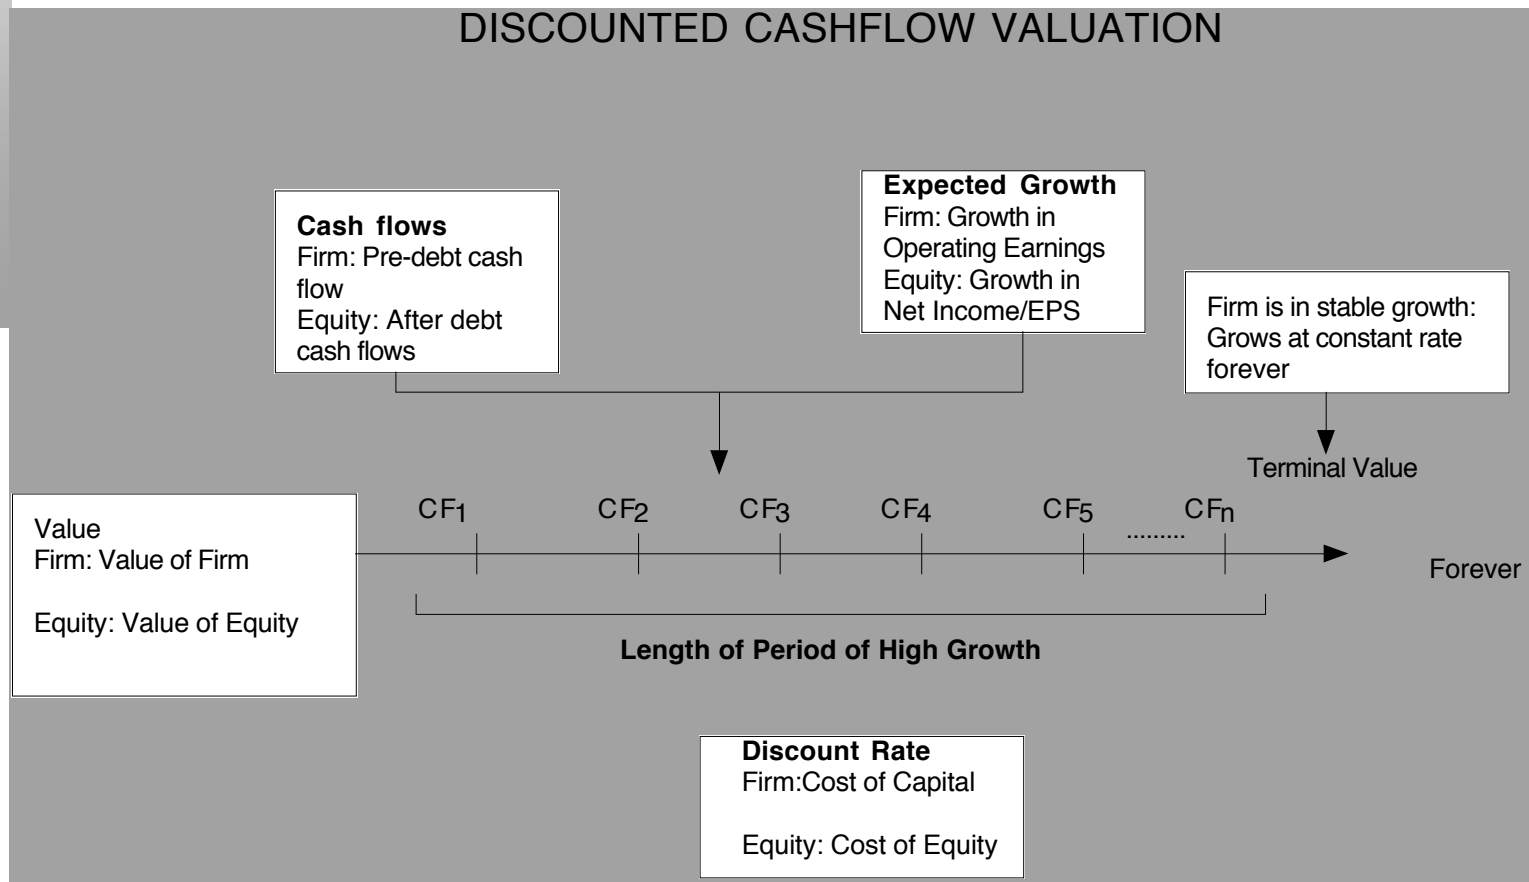 DISCOUNTED CASHFLOW VALUATION
Cash flows
Firm: Pre-debt cash
flow
Equity: After debt
cash flows
Expected Growth
Firm: Growth in
Operating Earnings
Equity: Growth in
Net Income/EPS
Firm is in stable growth:
Grows at constant rate
forever
Terminal Value
CF1 CF2 CF3 CF4 CF5 ......... CFn
Forever
Value
Firm: Value of Firm
Equity: Value of Equity
Length of Period of High Growth
Discount Rate
Firm:Cost of Capital
Equity: Cost of Equity